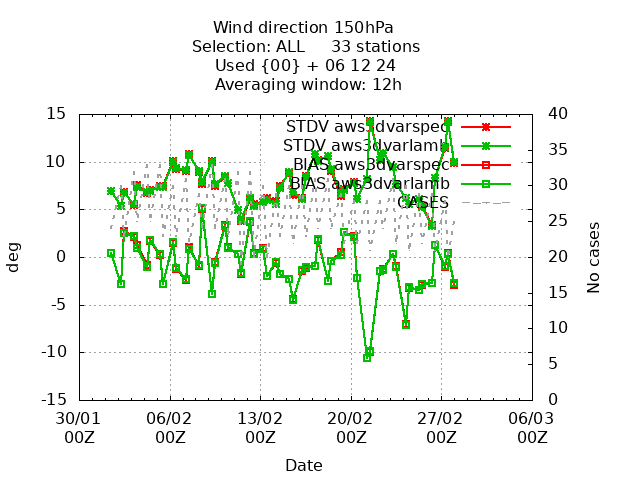 Wind direction 150hPa
Selection: ALL 33 stations
Used {00} + 06 12 24
Averaging window: 12h
15
10
5
0
-5
-10
-15
deg
40
35
30
25
20
15
10
5
0
No cases
STDV aws3dvarspec
STDV aws3dvarlamb
BIAS aws3dvarspec
BIAS aws3dvarlamb
CASES
30/01 06/02 13/02 20/02 27/02 06/03
00Z 00Z 00Z 00Z 00Z 00Z
Date